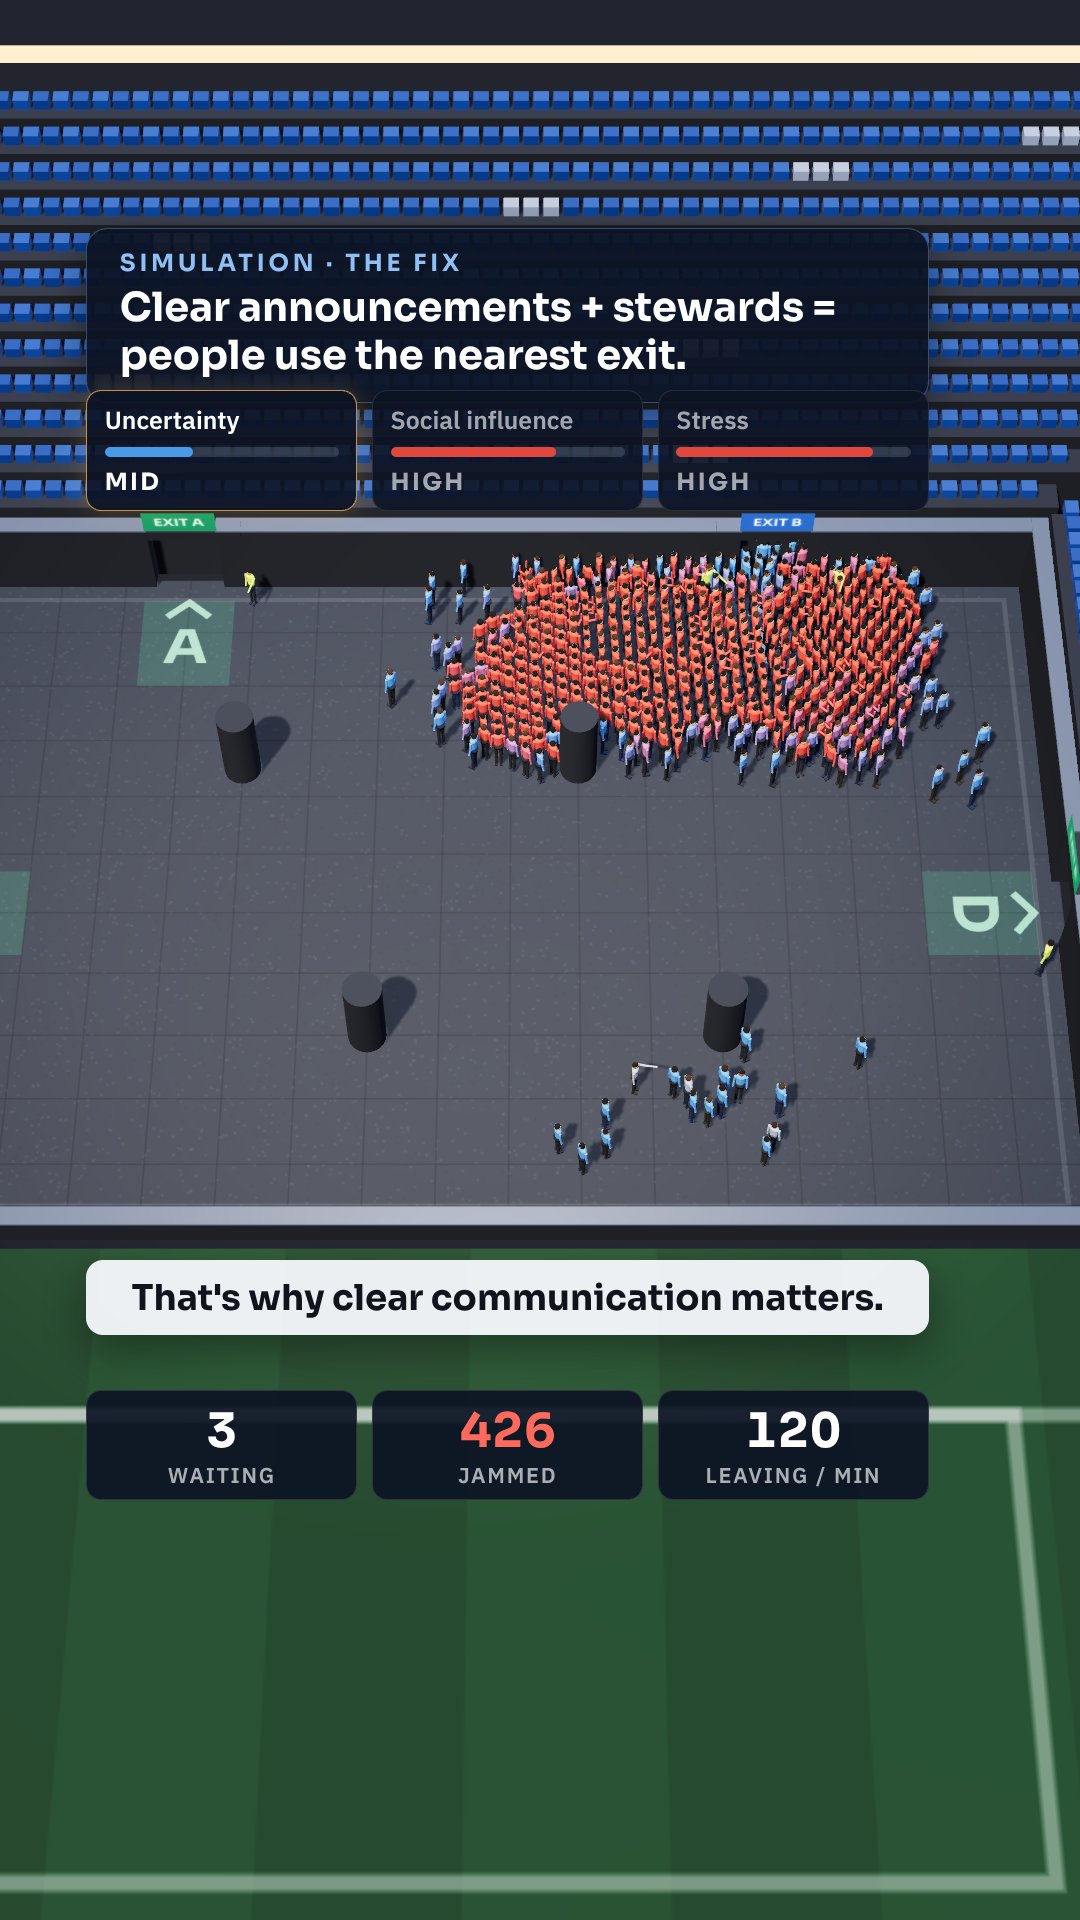 SIMULATION · THE FIX
Clear announcements + stewards =
people use the nearest exit.
Uncertainty
MID
Social influence
HIGH
Stress
HIGH
EXIT A
EXIT B
A
D
That's why clear communication matters.
3
WAITING
426
JAMMED
120
LEAVING / MIN